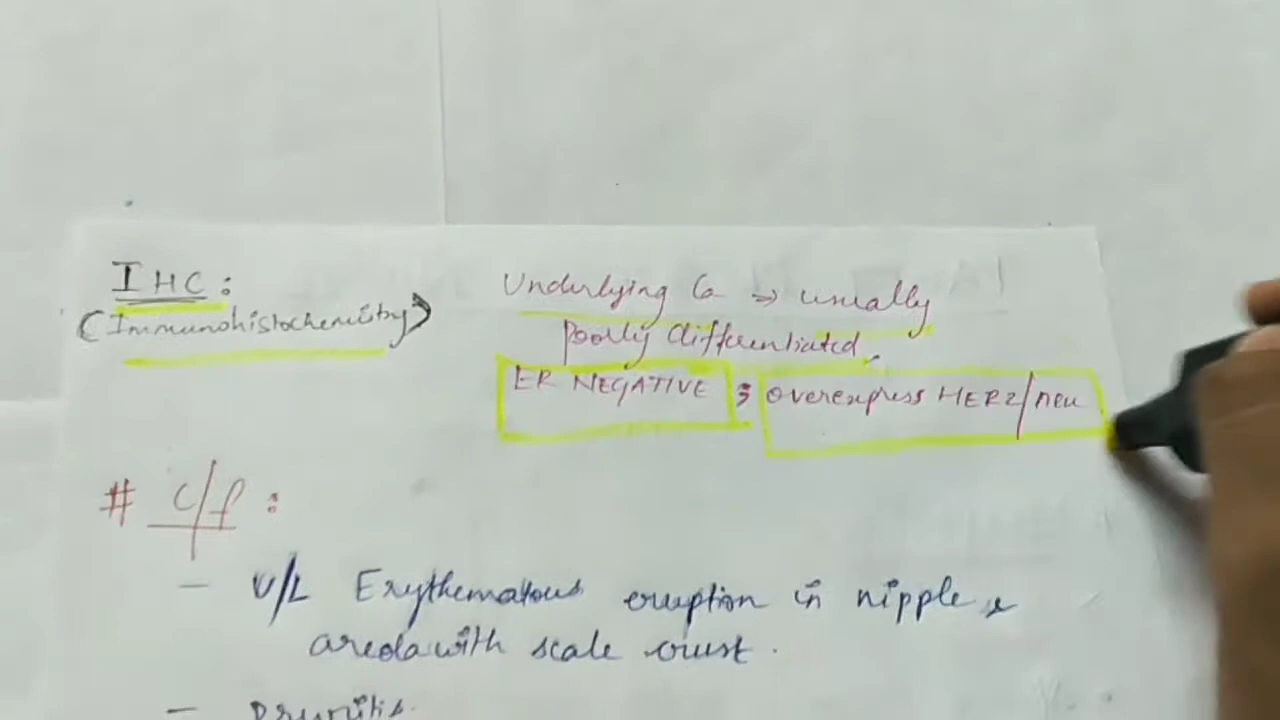 IHC:
(Immunohistochemistry)
Underlying Ca → usually
poorly differentiated.
ER NEGATIVE ; overexpress HER2/neu
# c/f :
- U/L Erythematous eruption in nipple &
areola with scale crust.
- Pruritis.